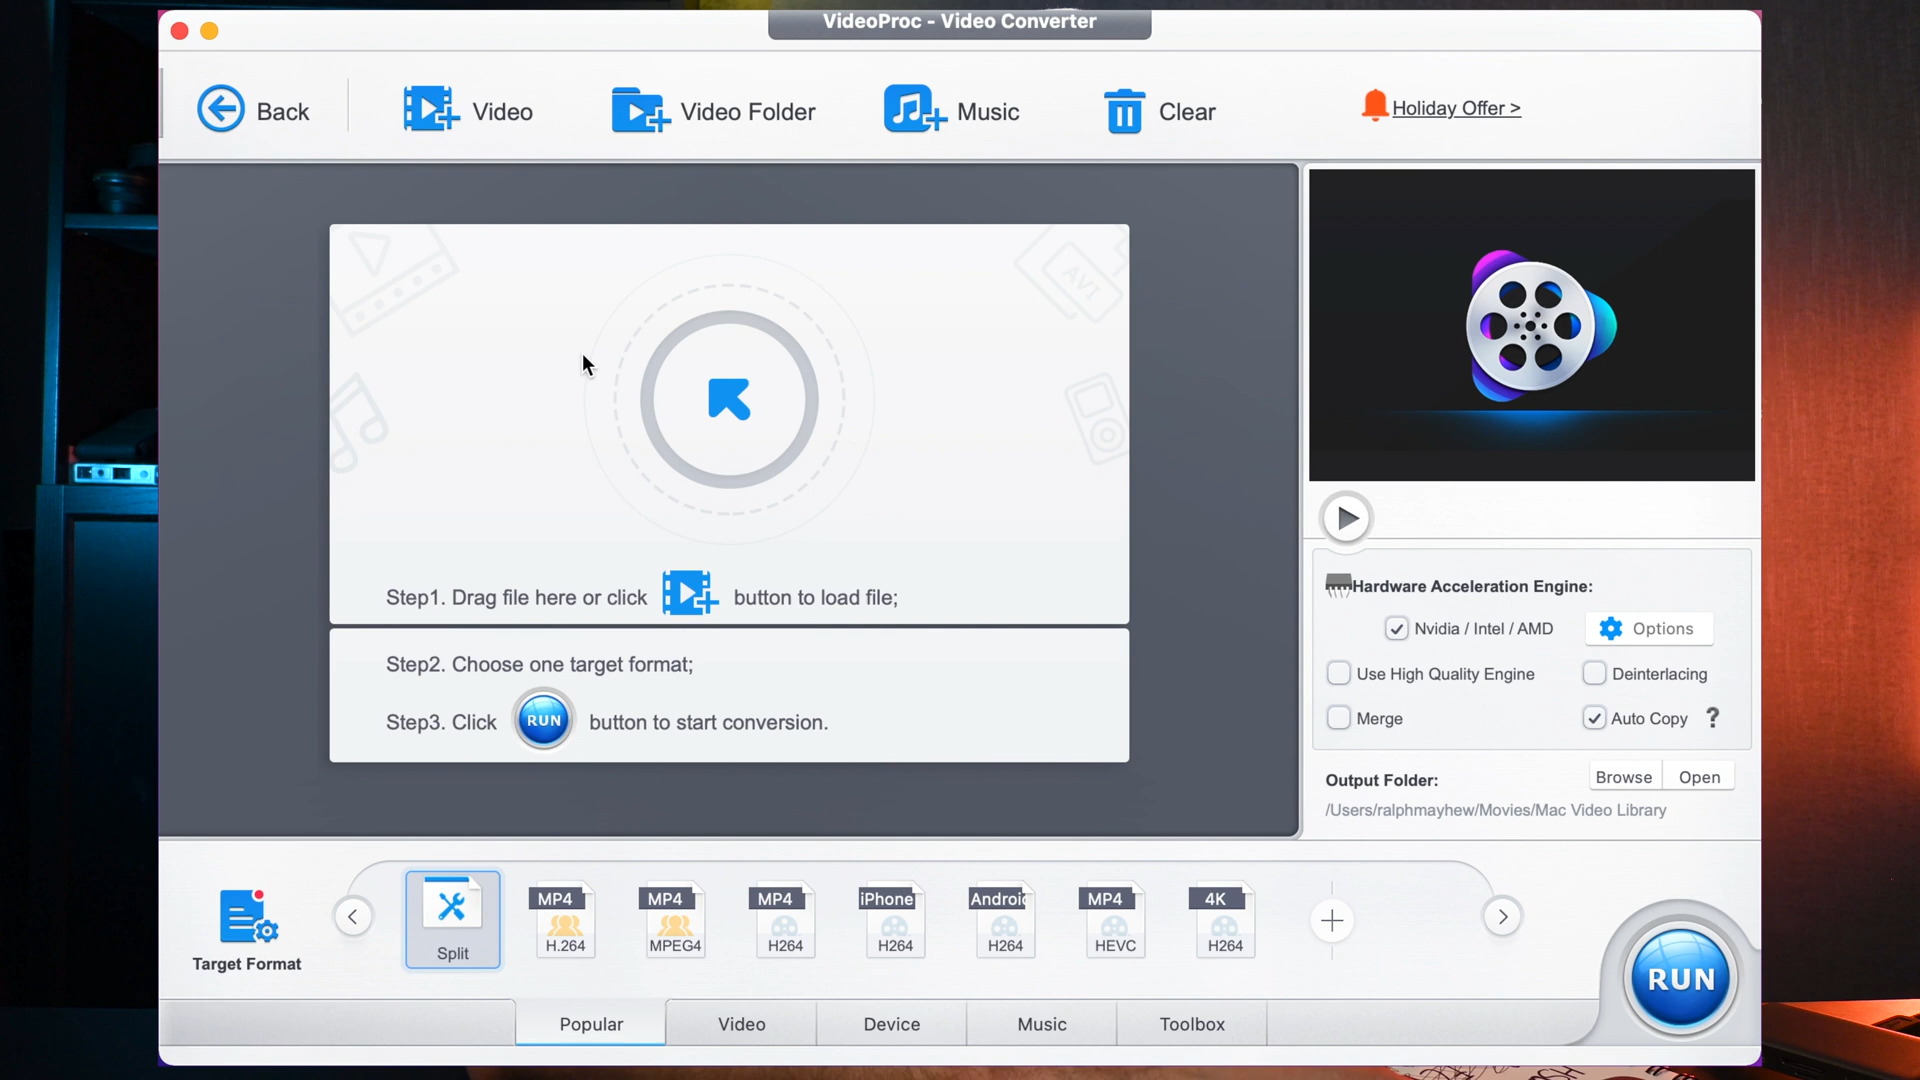 VideoProc - Video Converter
Back
Video
Video Folder
Music
Clear
Holiday Offer >
AVI
Step1. Drag file here or click button to load file;
Step2. Choose one target format;
Step3. Click RUN button to start conversion.
Hardware Acceleration Engine:
Nvidia / Intel / AMD
Options
Use High Quality Engine
Deinterlacing
Merge
Auto Copy ?
Output Folder:
Browse
Open
/Users/ralphmayhew/Movies/Mac Video Library
Target Format
Split
MP4
H.264
MP4
MPEG4
MP4
H264
iPhone
H264
Android
H264
MP4
HEVC
4K
H264
RUN
Popular
Video
Device
Music
Toolbox